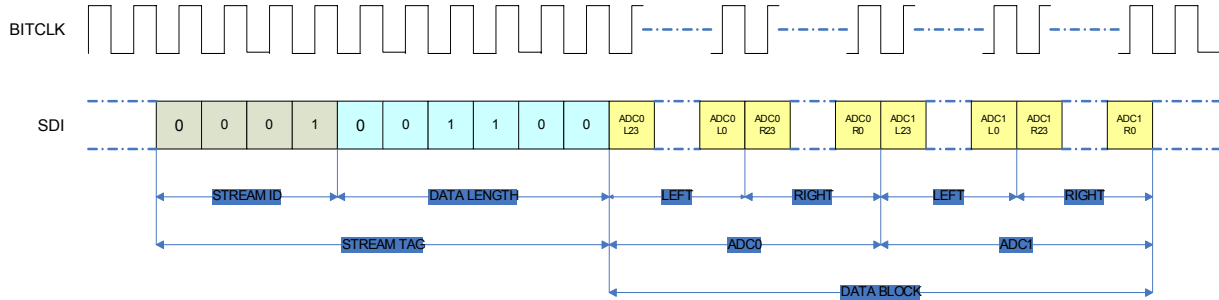 BITCLK
SDI
0 0 0 1 0 0 1 1 0 0
ADC0 L23
ADC0 L0
ADC0 R23
ADC0 R0
ADC1 L23
ADC1 L0
ADC1 R23
ADC1 R0
STREAM ID DATA LENGTH LEFT RIGHT LEFT RIGHT
STREAM TAG ADC0 ADC1
DATA BLOCK